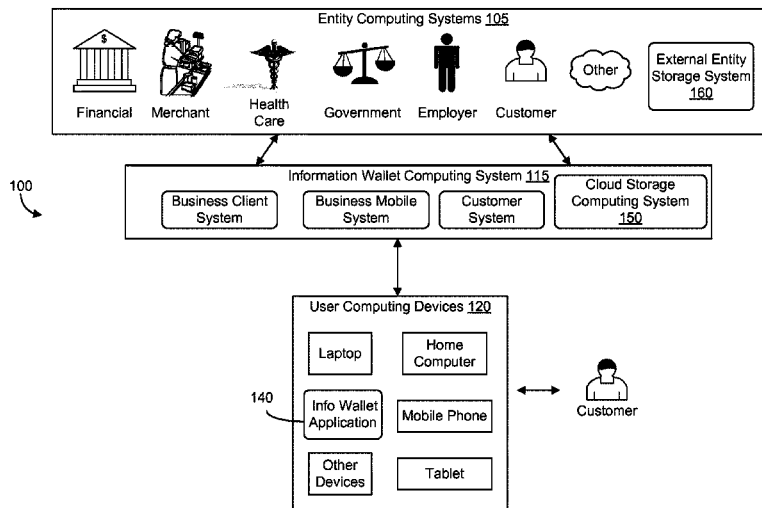 Entity Computing Systems 105
$
Financial
Merchant
Health
Care
Government
Employer
Customer
Other
External Entity
Storage System
160
Information Wallet Computing System 115
Business Client
System
Business Mobile
System
Customer
System
Cloud Storage
Computing System
150
100
User Computing Devices 120
Laptop
Home
Computer
140
Info Wallet
Application
Mobile Phone
Other
Devices
Tablet
Customer